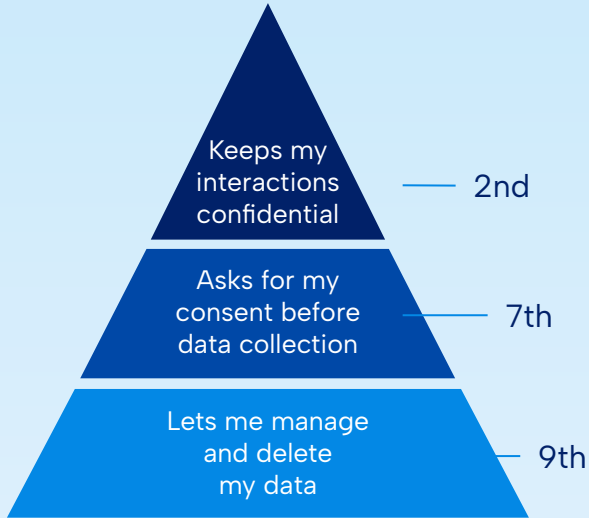 Keeps my
interactions
confidential
2nd
Asks for my
consent before
data collection
7th
Lets me manage
and delete
my data
9th